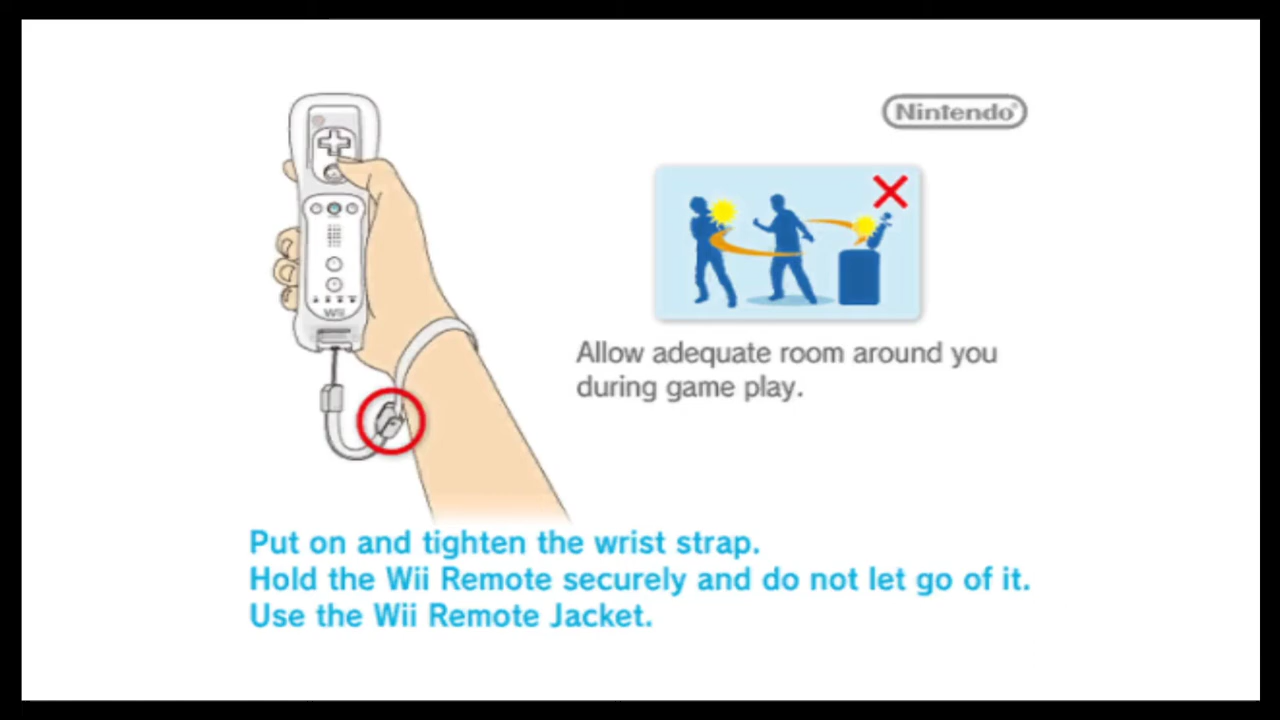 Nintendo®
Wii
Allow adequate room around you
during game play.
Put on and tighten the wrist strap.
Hold the Wii Remote securely and do not let go of it.
Use the Wii Remote Jacket.